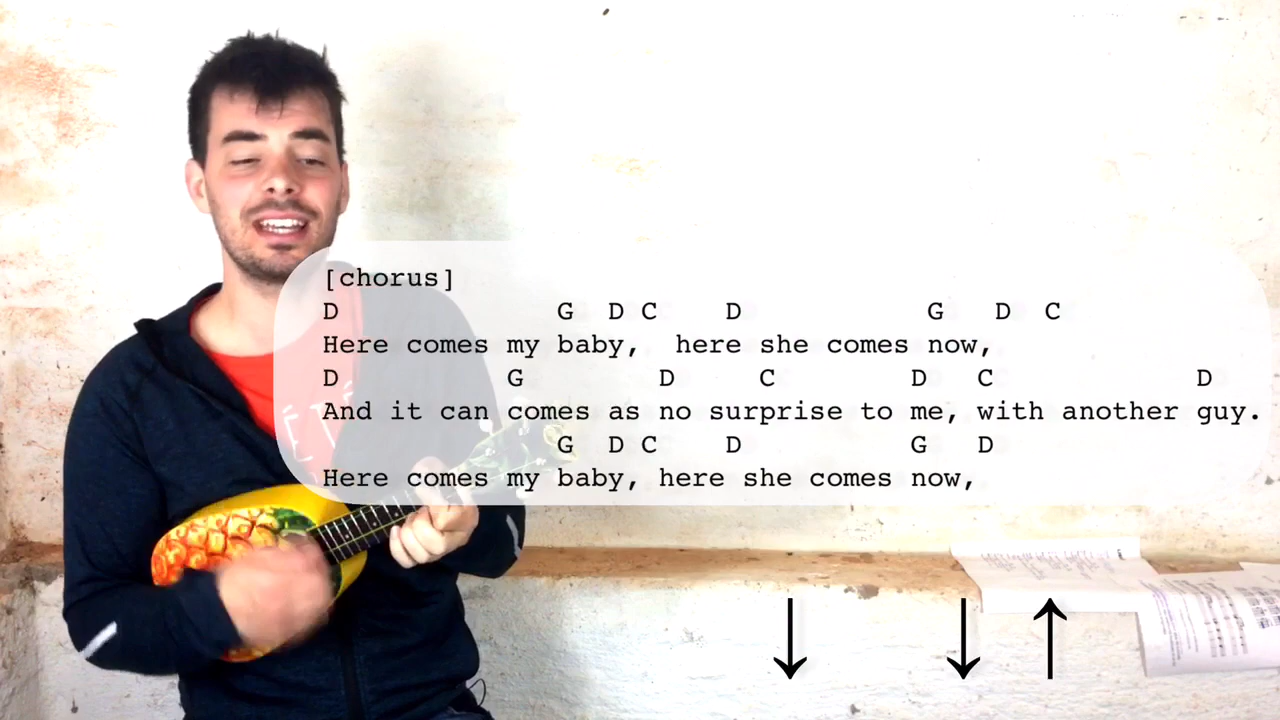 [chorus]
D             G  D C    D           G   D  C
Here comes my baby,  here she comes now,
D          G        D     C        D   C            D
And it can comes as no surprise to me, with another guy.
              G  D C    D          G   D
Here comes my baby, here she comes now,
↓ ↓ ↑